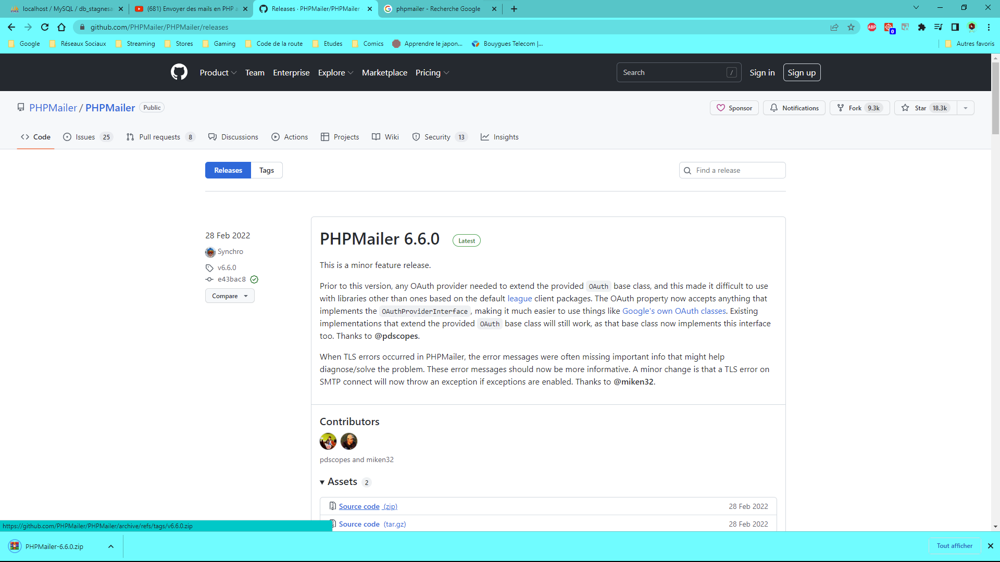 localhost / MySQL / db_stagnesa
(681) Envoyer des mails en PHP a
Releases · PHPMailer/PHPMailer
phpmailer - Recherche Google
github.com/PHPMailer/PHPMailer/releases
ABP
0
Google
Réseaux Sociaux
Streaming
Stores
Gaming
Code de la route
Etudes
Comics
Apprendre le japon...
Bouygues Telecom |...
Autres favoris
Product
Team
Enterprise
Explore
Marketplace
Pricing
Search
/
Sign in
Sign up
PHPMailer / PHPMailer
Public
Sponsor
Notifications
Fork 9.3k
Star 18.3k
Code
Issues 25
Pull requests 8
Discussions
Actions
Projects
Wiki
Security 13
Insights
Releases
Tags
Find a release
28 Feb 2022
Synchro
v6.6.0
e43bac8
Compare
PHPMailer 6.6.0
Latest
This is a minor feature release.
Prior to this version, any OAuth provider needed to extend the provided OAuth base class, and this made it difficult to use
with libraries other than ones based on the default league client packages. The OAuth property now accepts anything that
implements the OAuthProviderInterface, making it much easier to use things like Google's own OAuth classes. Existing
implementations that extend the provided OAuth base class will still work, as that base class now implements this interface
too. Thanks to @pdscopes.
When TLS errors occurred in PHPMailer, the error messages were often missing important info that might help
diagnose/solve the problem. These error messages should now be more informative. A minor change is that a TLS error on
SMTP connect will now throw an exception if exceptions are enabled. Thanks to @miken32.
Contributors
pdscopes and miken32
Assets 2
Source code (zip)
28 Feb 2022
Source code (tar.gz)
28 Feb 2022
https://github.com/PHPMailer/PHPMailer/archive/refs/tags/v6.6.0.zip
PHPMailer-6.6.0.zip
Tout afficher